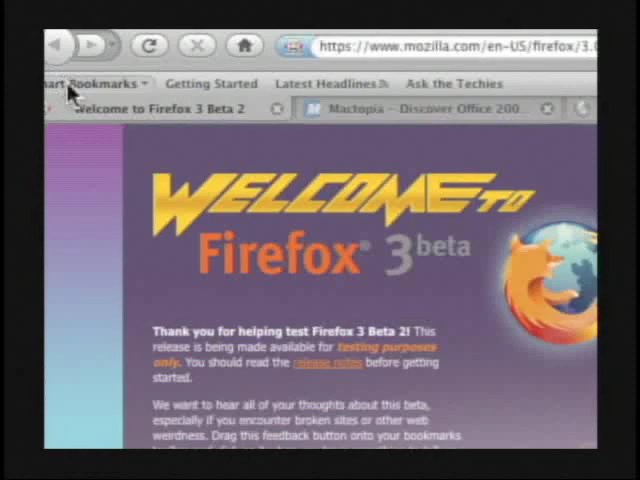 https://www.mozilla.com/en-US/firefox/3.0
art Bookmarks Getting Started Latest Headlines Ask the Techies
Welcome to Firefox 3 Beta 2 Mactopia – Discover Office 200...
WELCOME TO
Firefox® 3 beta
Thank you for helping test Firefox 3 Beta 2! This
release is being made available for testing purposes
only. You should read the release notes before getting
started.
We want to hear all of your thoughts about this beta,
especially if you encounter broken sites or other web
weirdness. Drag this feedback button onto your bookmarks